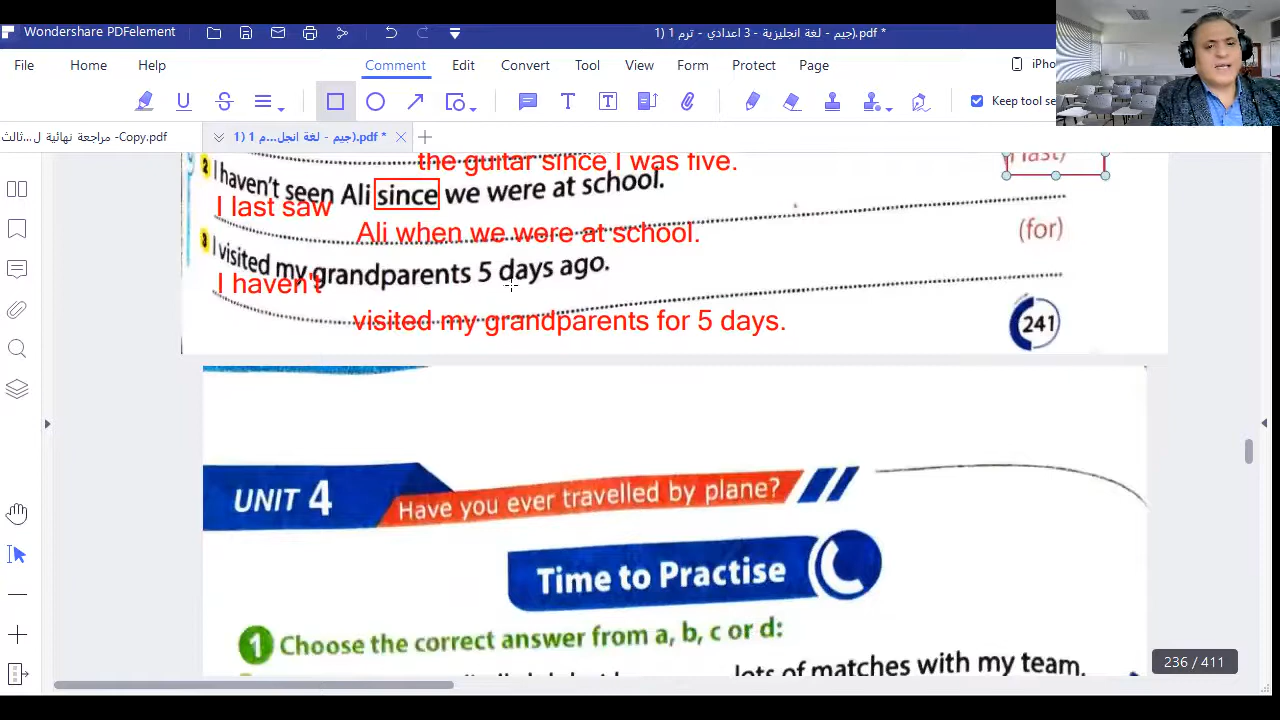 Wondershare PDFelement
(جيم - لغة انجليزية - 3 اعدادي - ترم 1 (1.pdf *
File Home Help Comment Edit Convert Tool View Form Protect Page iPho
Keep tool se
مراجعة نهائية ل...ثالث-Copy.pdf
(جيم - لغة انجل...م 1 (1.pdf *
the guitar since I was five.
(I last)
2 I haven't seen Ali since we were at school.
I last saw
Ali when we were at school.
(for)
3 I visited my grandparents 5 days ago.
I haven't
visited my grandparents for 5 days.
241
UNIT 4
Have you ever travelled by plane?
Time to Practise
1 Choose the correct answer from a, b, c or d:
lots of matches with my team.
236 / 411